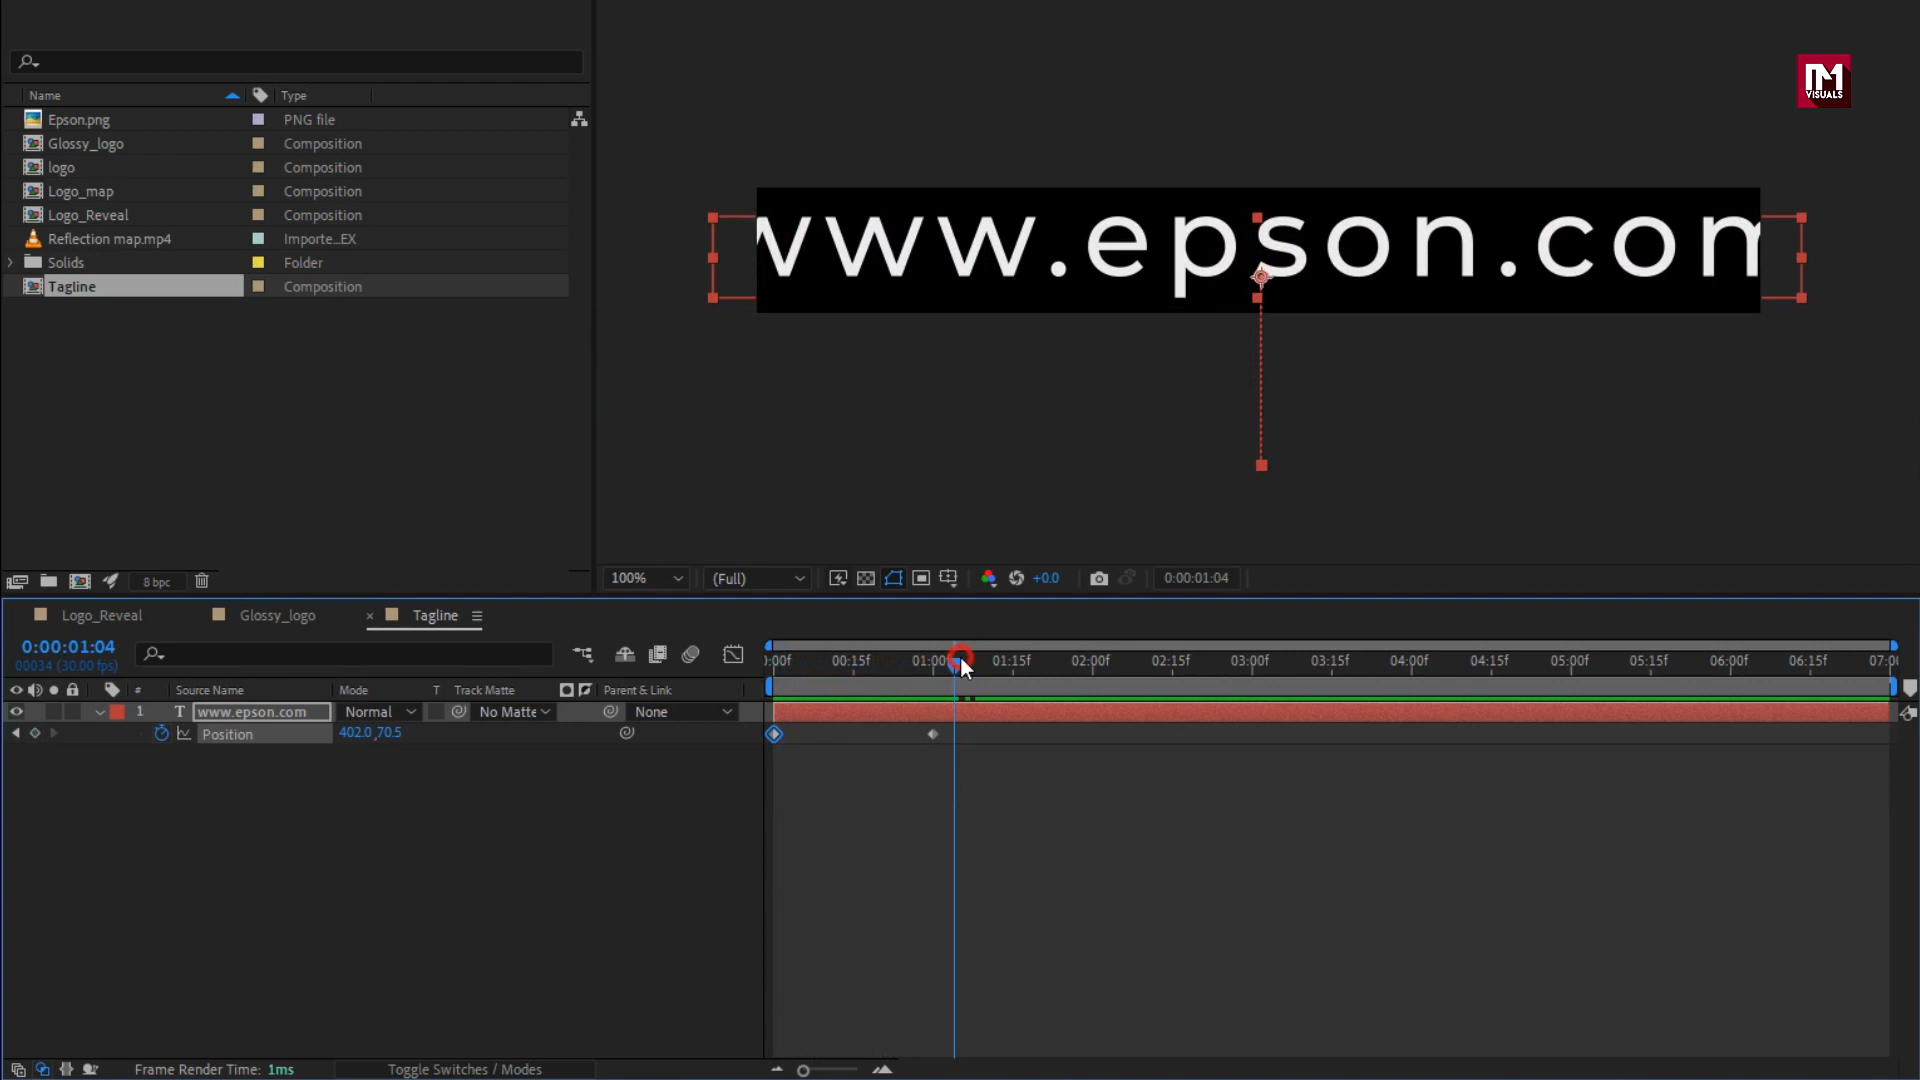 Name Type
Epson.png PNG file
Glossy_logo Composition
logo Composition
Logo_map Composition
Logo_Reveal Composition
Reflection map.mp4 Importe...EX
Solids Folder
Tagline Composition
VISUALS
www.epson.com
8 bpc
100% (Full) +0.0 0:00:01:04
Logo_Reveal Glossy_logo × Tagline
0:00:01:04
00034 (30.00 fps)
:00f 00:15f 01:00f 01:15f 02:00f 02:15f 03:00f 03:15f 04:00f 04:15f 05:00f 05:15f 06:00f 06:15f 07:00
# Source Name Mode T Track Matte Parent & Link
1 T www.epson.com Normal No Matte None
Position 402.0,70.5
Frame Render Time: 1ms Toggle Switches / Modes